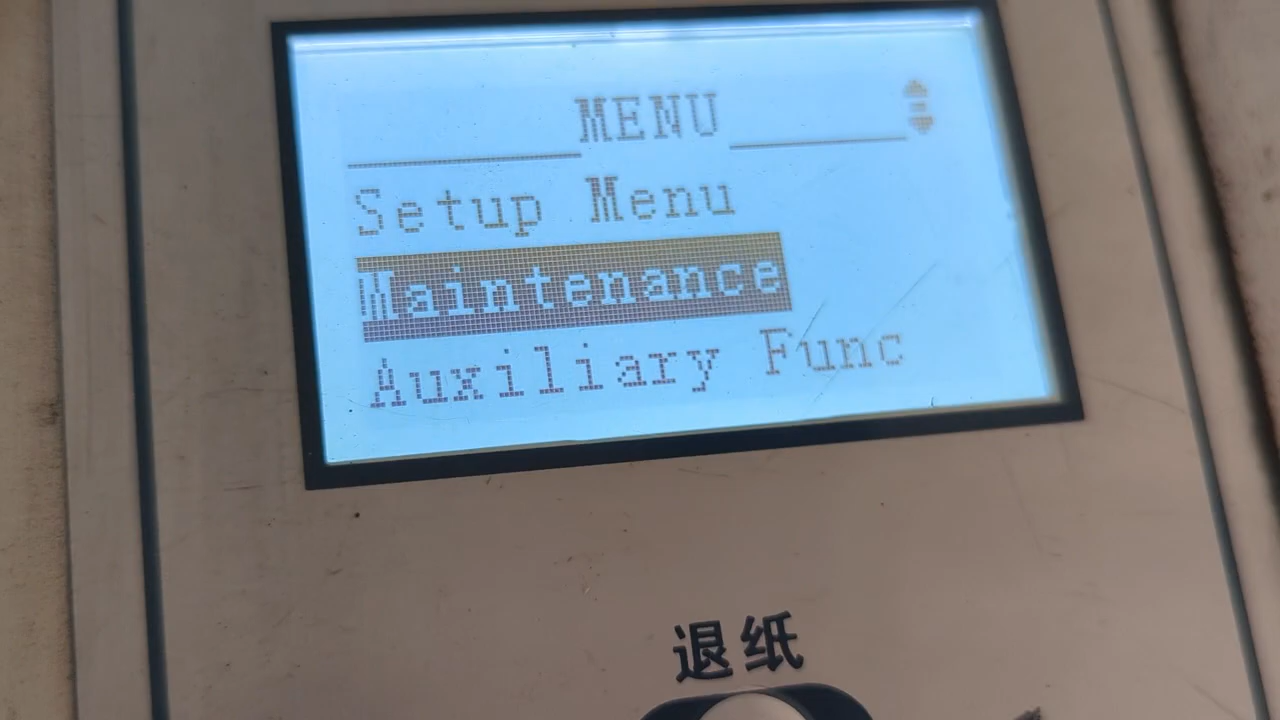 MENU
Setup Menu
Maintenance
Auxiliary Func
退纸